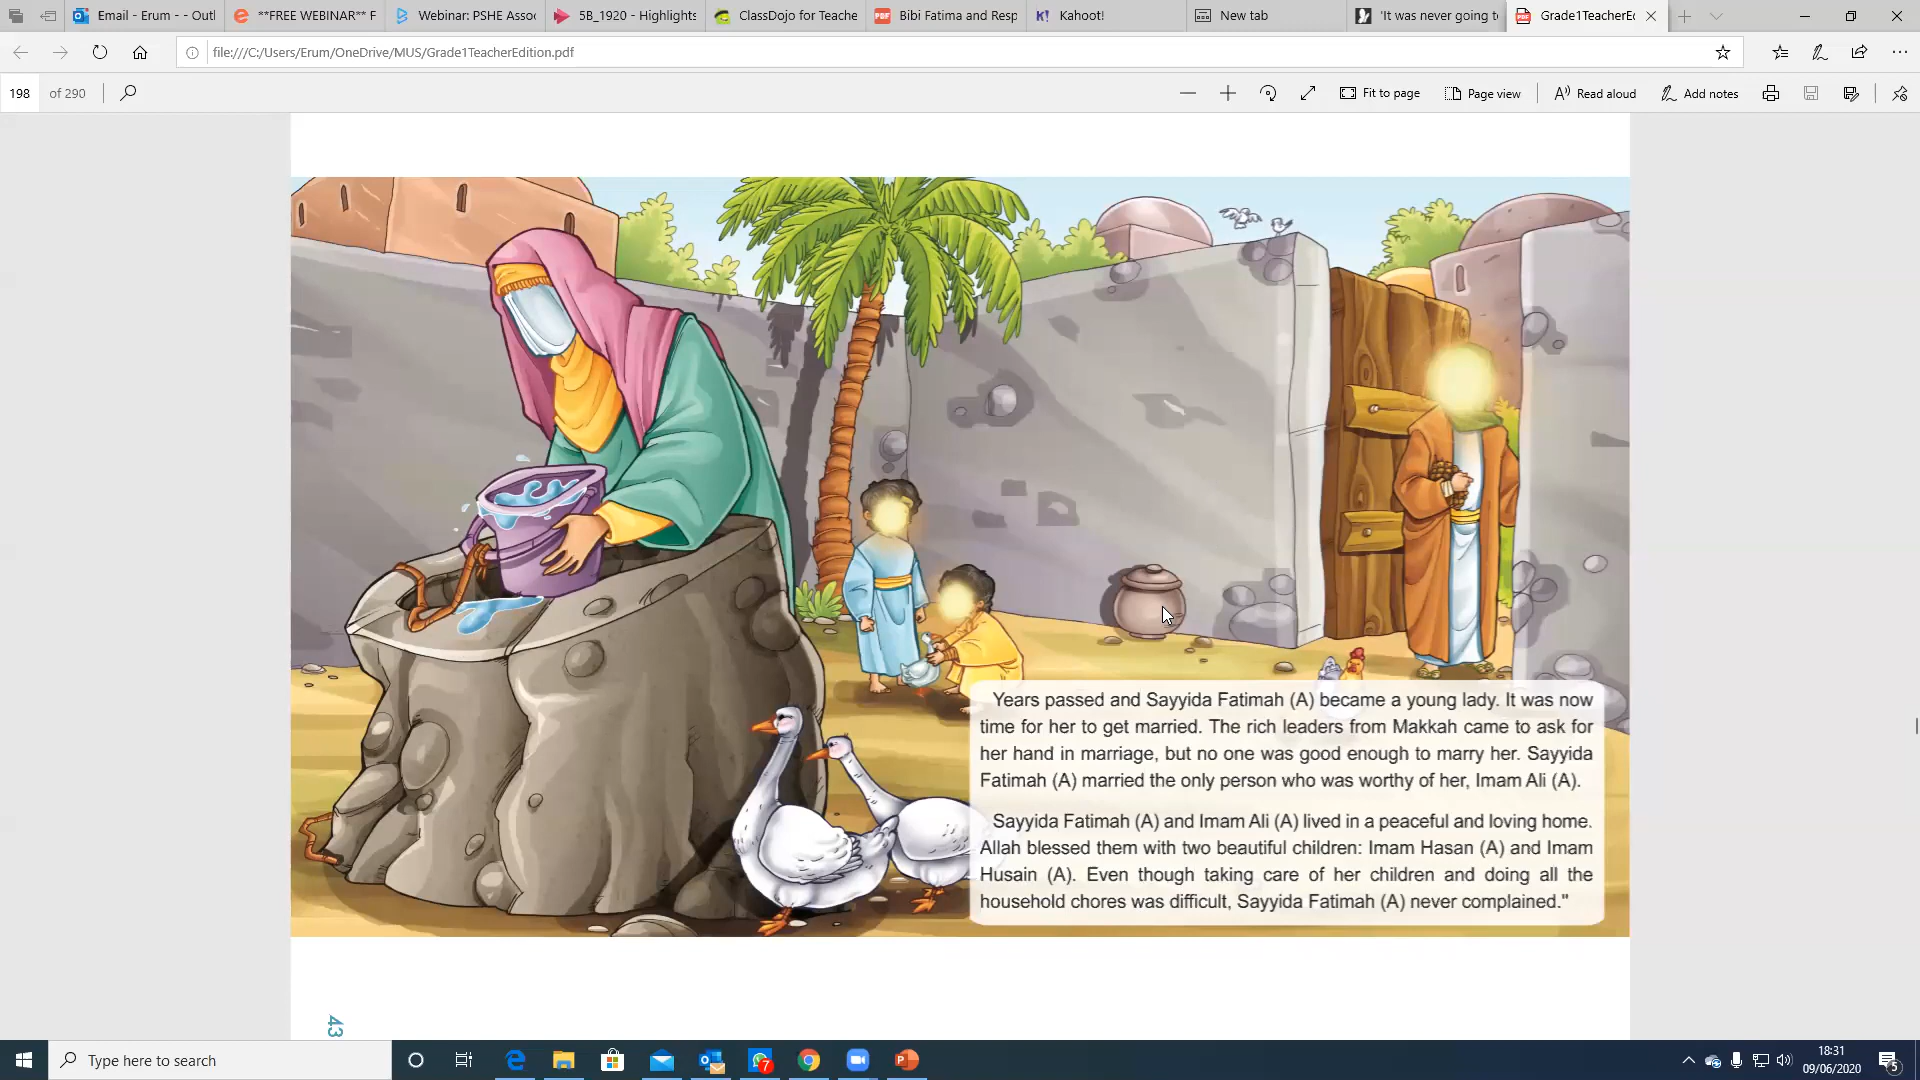 Email - Erum - - Outl
**FREE WEBINAR** F
Webinar: PSHE Assoc
5B_1920 - Highlights
ClassDojo for Teache
Bibi Fatima and Resp
Kahoot!
New tab
'It was never going to
Grade1TeacherEd
file:///C:/Users/Erum/OneDrive/MUS/Grade1TeacherEdition.pdf
198 of 290
Fit to page
Page view
Read aloud
Add notes
Years passed and Sayyida Fatimah (A) became a young lady. It was now
time for her to get married. The rich leaders from Makkah came to ask for
her hand in marriage, but no one was good enough to marry her. Sayyida
Fatimah (A) married the only person who was worthy of her, Imam Ali (A).
Sayyida Fatimah (A) and Imam Ali (A) lived in a peaceful and loving home.
Allah blessed them with two beautiful children: Imam Hasan (A) and Imam
Husain (A). Even though taking care of her children and doing all the
household chores was difficult, Sayyida Fatimah (A) never complained."
43
Type here to search
7
18:31
09/06/2020
5